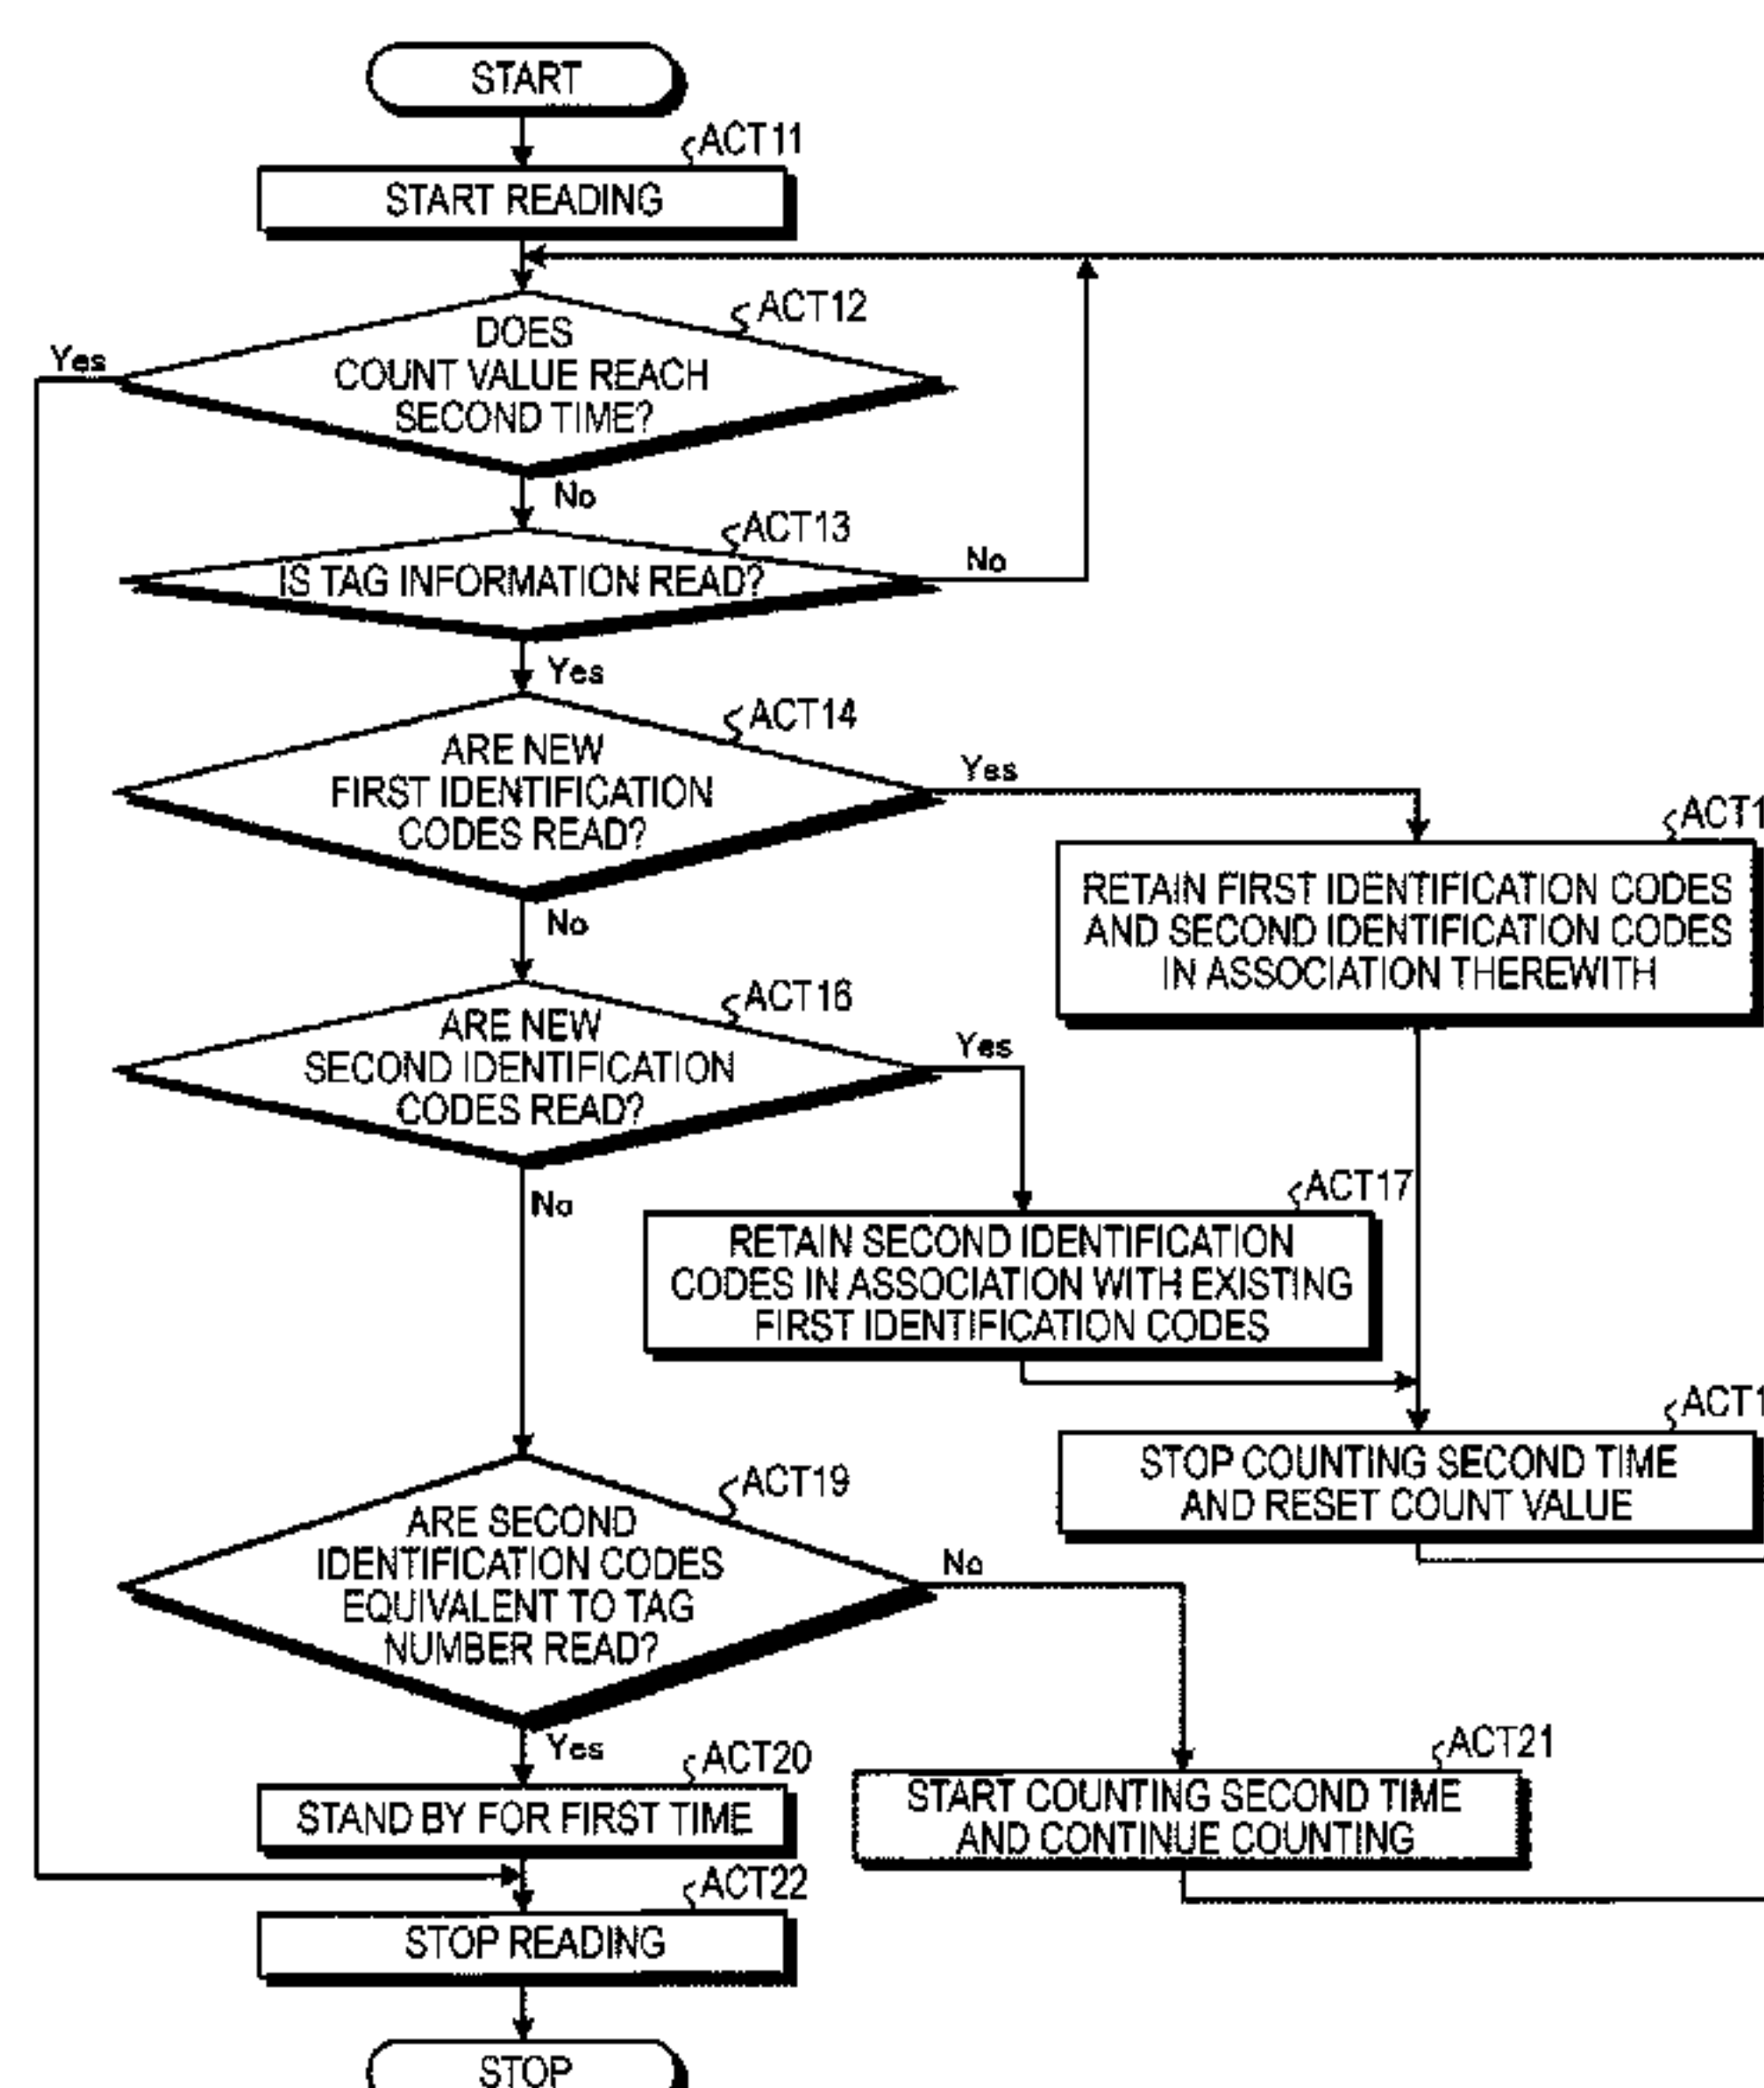 START
ACT11
START READING
ACT12
DOES
COUNT VALUE REACH
SECOND TIME?
Yes
No
ACT13
IS TAG INFORMATION READ?
No
Yes
ACT14
ARE NEW
FIRST IDENTIFICATION
CODES READ?
Yes
No
ACT1
RETAIN FIRST IDENTIFICATION CODES
AND SECOND IDENTIFICATION CODES
IN ASSOCIATION THEREWITH
ACT16
ARE NEW
SECOND IDENTIFICATION
CODES READ?
Yes
No
ACT17
RETAIN SECOND IDENTIFICATION
CODES IN ASSOCIATION WITH EXISTING
FIRST IDENTIFICATION CODES
ACT1
STOP COUNTING SECOND TIME
AND RESET COUNT VALUE
ACT19
ARE SECOND
IDENTIFICATION CODES
EQUIVALENT TO TAG
NUMBER READ?
No
Yes
ACT20
STAND BY FOR FIRST TIME
ACT21
START COUNTING SECOND TIME
AND CONTINUE COUNTING
ACT22
STOP READING
STOP